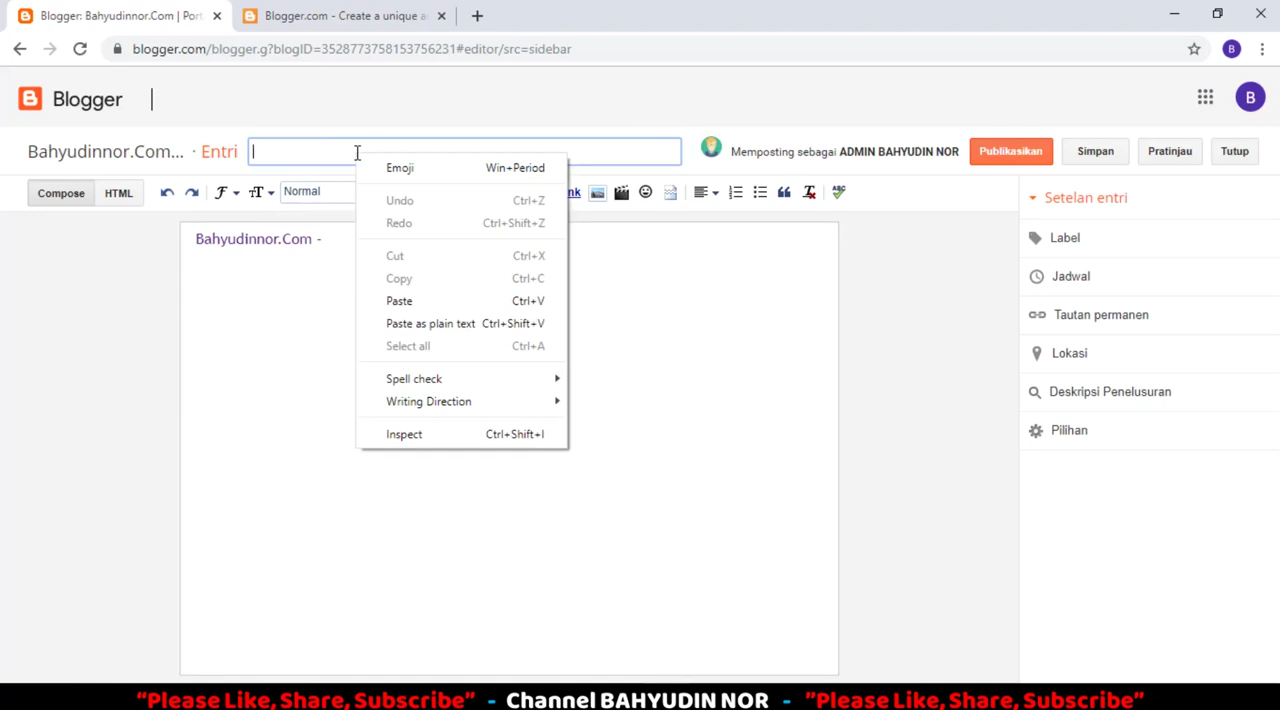 Blogger: Bahyudinnor.Com | Port
Blogger.com - Create a unique a
blogger.com/blogger.g?blogID=3528773758153756231#editor/src=sidebar
B
Blogger
B
Bahyudinnor.Com... · Entri
Memposting sebagai ADMIN BAHYUDIN NOR
Publikasikan
Simpan
Pratinjau
Tutup
Compose
HTML
Normal
nk
ABC
Bahyudinnor.Com -
Emoji Win+Period
Undo Ctrl+Z
Redo Ctrl+Shift+Z
Cut Ctrl+X
Copy Ctrl+C
Paste Ctrl+V
Paste as plain text Ctrl+Shift+V
Select all Ctrl+A
Spell check
Writing Direction
Inspect Ctrl+Shift+I
Setelan entri
Label
Jadwal
Tautan permanen
Lokasi
Deskripsi Penelusuran
Pilihan
"Please Like, Share, Subscribe" - Channel BAHYUDIN NOR - "Please Like, Share, Subscribe"